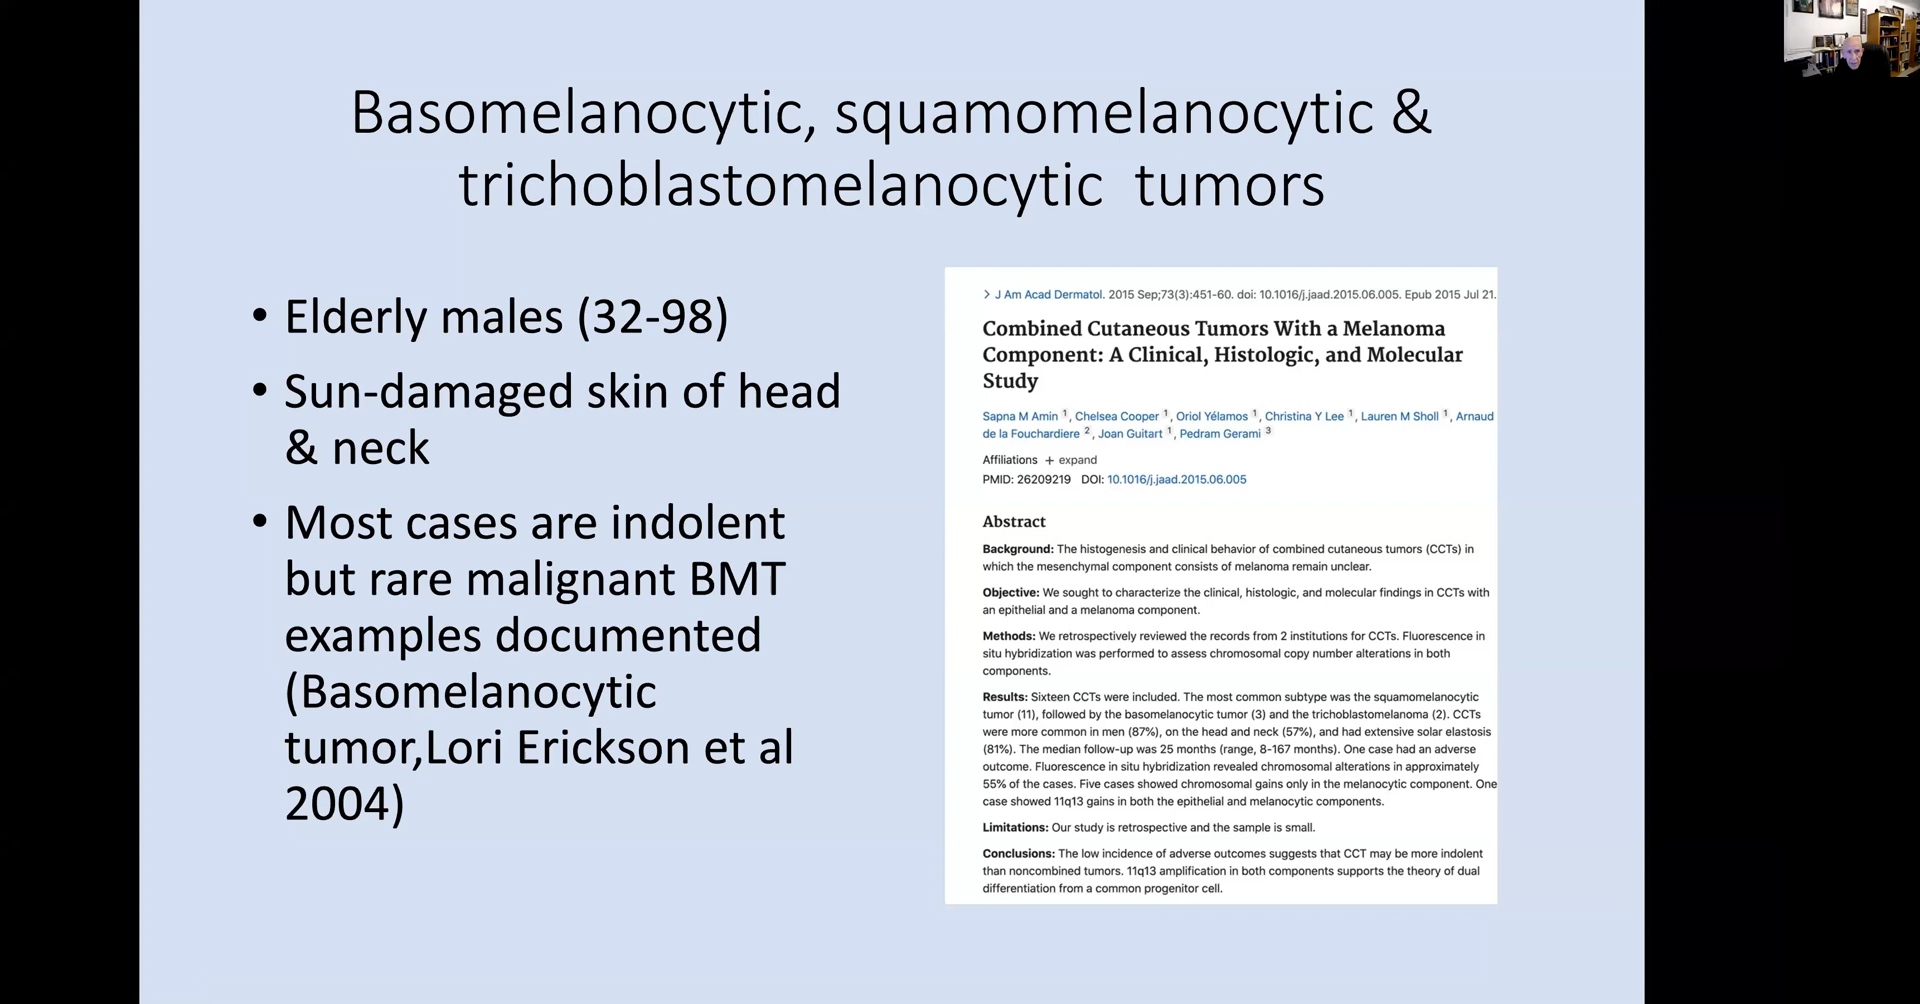 Basomelanocytic, squamomelanocytic &
trichoblastomelanocytic tumors
• Elderly males (32-98)
• Sun-damaged skin of head
& neck
• Most cases are indolent
but rare malignant BMT
examples documented
(Basomelanocytic
tumor,Lori Erickson et al
2004)
> J Am Acad Dermatol. 2015 Sep;73(3):451-60. doi: 10.1016/j.jaad.2015.06.005. Epub 2015 Jul 21.
Combined Cutaneous Tumors With a Melanoma
Component: A Clinical, Histologic, and Molecular
Study
Sapna M Amin 1, Chelsea Cooper 1, Oriol Yélamos 1, Christina Y Lee 1, Lauren M Sholl 1, Arnaud
de la Fouchardiere 2, Joan Guitart 1, Pedram Gerami 3
Affiliations + expand
PMID: 26209219 DOI: 10.1016/j.jaad.2015.06.005
Abstract
Background: The histogenesis and clinical behavior of combined cutaneous tumors (CCTs) in
which the mesenchymal component consists of melanoma remain unclear.
Objective: We sought to characterize the clinical, histologic, and molecular findings in CCTs with
an epithelial and a melanoma component.
Methods: We retrospectively reviewed the records from 2 institutions for CCTs. Fluorescence in
situ hybridization was performed to assess chromosomal copy number alterations in both
components.
Results: Sixteen CCTs were included. The most common subtype was the squamomelanocytic
tumor (11), followed by the basomelanocytic tumor (3) and the trichoblastomelanoma (2). CCTs
were more common in men (87%), on the head and neck (57%), and had extensive solar elastosis
(81%). The median follow-up was 25 months (range, 8-167 months). One case had an adverse
outcome. Fluorescence in situ hybridization revealed chromosomal alterations in approximately
55% of the cases. Five cases showed chromosomal gains only in the melanocytic component. One
case showed 11q13 gains in both the epithelial and melanocytic components.
Limitations: Our study is retrospective and the sample is small.
Conclusions: The low incidence of adverse outcomes suggests that CCT may be more indolent
than noncombined tumors. 11q13 amplification in both components supports the theory of dual
differentiation from a common progenitor cell.